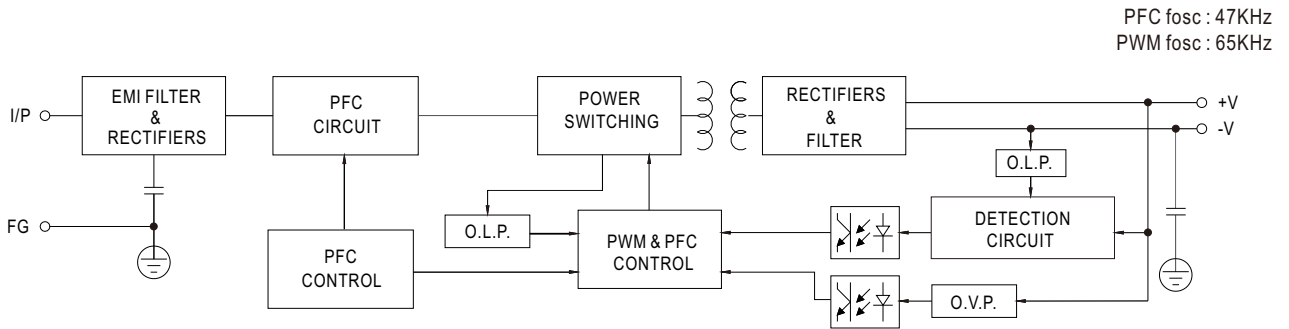 PFC fosc : 47KHz
PWM fosc : 65KHz
I/P
EMI FILTER
&
RECTIFIERS
PFC
CIRCUIT
POWER
SWITCHING
RECTIFIERS
&
FILTER
+V
-V
O.L.P.
FG
O.L.P.
DETECTION
CIRCUIT
PFC
CONTROL
PWM & PFC
CONTROL
O.V.P.